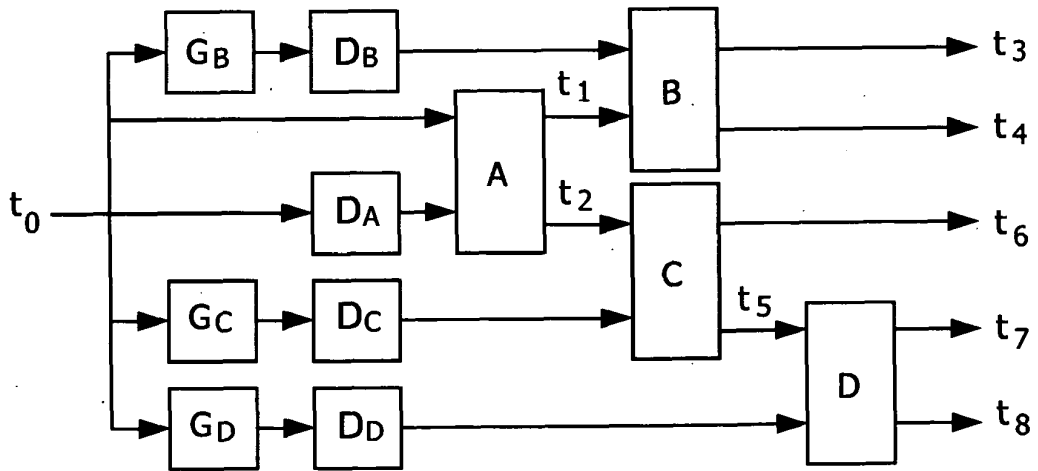 GB DB B t3
t1
A t4
t0 DA t2 t6
GC DC C t5 t7
GD DD D t8